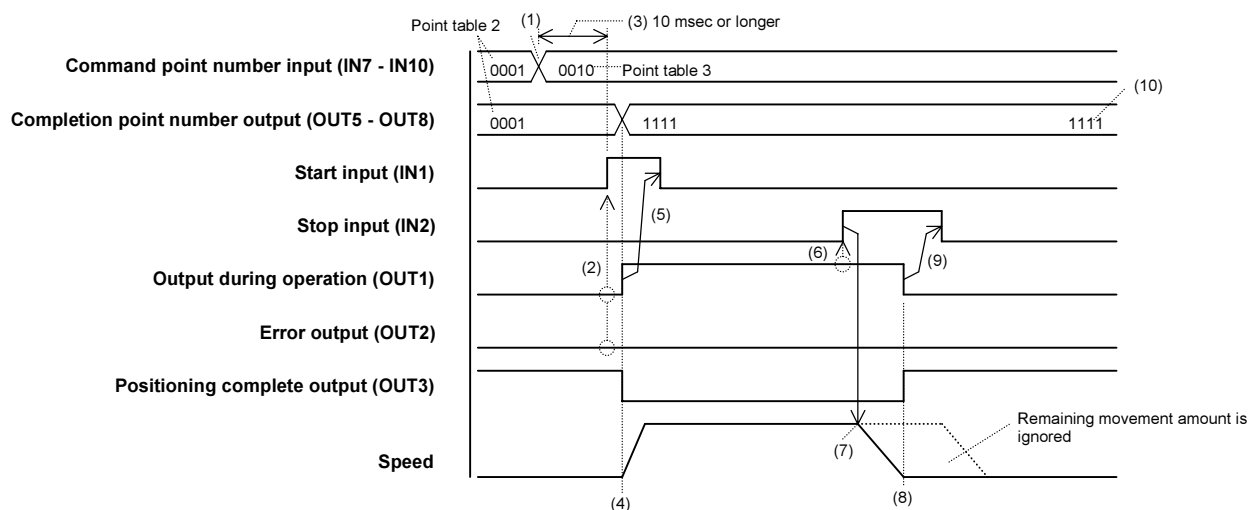 Point table 2
(1)
(3) 10 msec or longer
Command point number input (IN7 - IN10)
0001
0010
Point table 3
(10)
Completion point number output (OUT5 - OUT8)
0001
1111
1111
Start input (IN1)
(5)
Stop input (IN2)
(6)
(9)
(2)
Output during operation (OUT1)
Error output (OUT2)
Positioning complete output (OUT3)
Remaining movement amount is
ignored
(7)
Speed
(4)
(8)